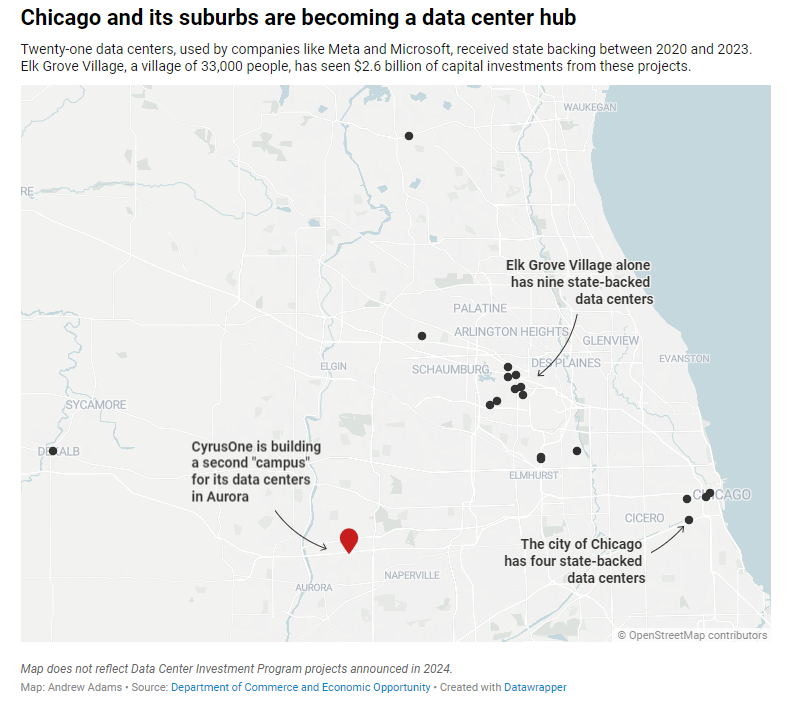 Chicago and its suburbs are becoming a data center hub
Twenty-one data centers, used by companies like Meta and Microsoft, received state backing between 2020 and 2023.
Elk Grove Village, a village of 33,000 people, has seen $2.6 billion of capital investments from these projects.
WAUKEGAN
RE
Elk Grove Village alone
has nine state-backed
data centers
PALATINE
ARLINGTON HEIGHTS
GLENVIEW
EVANSTON
ELGIN
SCHAUMBURG
DES PLAINES
SYCAMORE
DEKALB
CyrusOne is building
a second "campus"
for its data centers
in Aurora
ELMHURST
CHICAGO
CICERO
The city of Chicago
has four state-backed
data centers
NAPERVILLE
AURORA
© OpenStreetMap contributors
Map does not reflect Data Center Investment Program projects announced in 2024.
Map: Andrew Adams • Source: Department of Commerce and Economic Opportunity • Created with Datawrapper